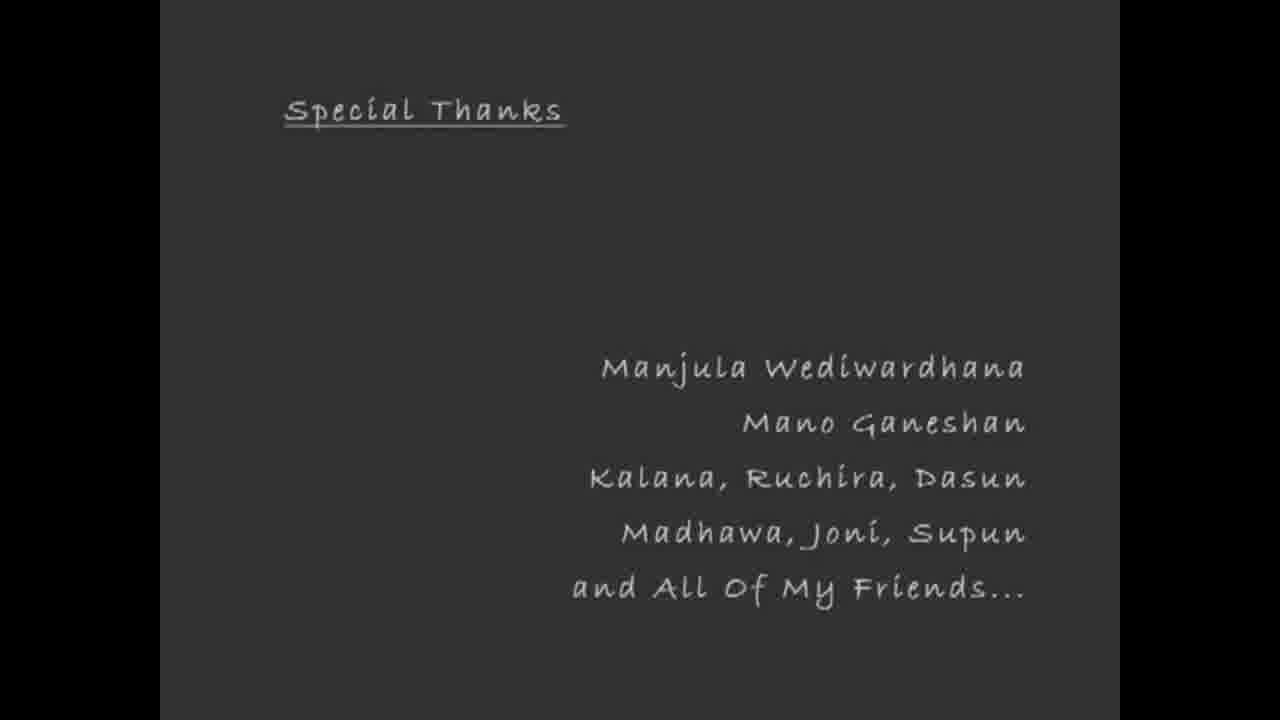 Special Thanks
Manjula Wediwardhana
Mano Ganeshan
Kalana, Ruchira, Dasun
Madhawa, Joni, Supun
and All Of My Friends...